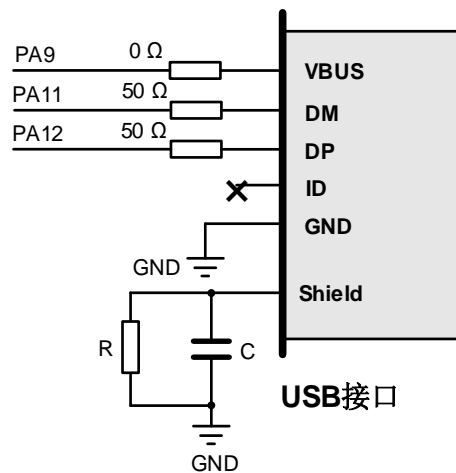 PA9 0 Ω VBUS
PA11 50 Ω DM
PA12 50 Ω DP
ID
GND
GND
Shield
R C
USB接口
GND